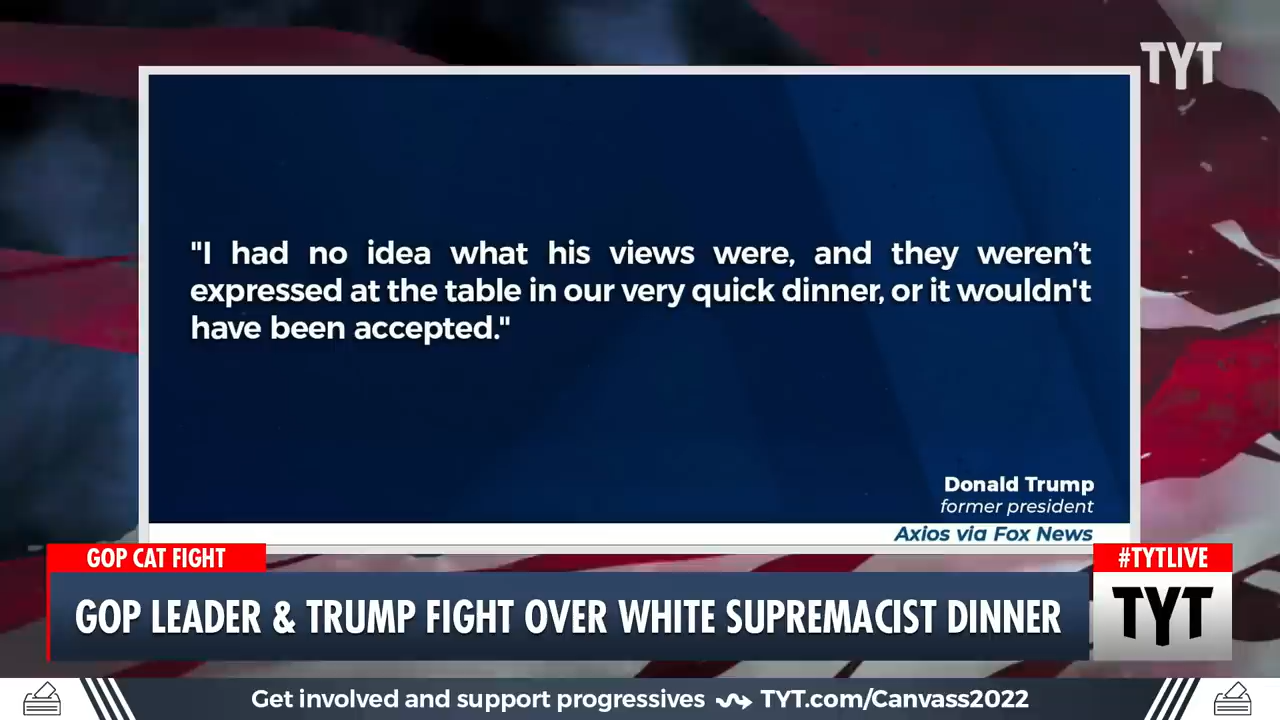 TYT
"I had no idea what his views were, and they weren’t
expressed at the table in our very quick dinner, or it wouldn't
have been accepted."
Donald Trump
former president
Axios via Fox News
GOP CAT FIGHT
#TYTLIVE
GOP LEADER & TRUMP FIGHT OVER WHITE SUPREMACIST DINNER
TYT
Get involved and support progressives TYT.com/Canvass2022